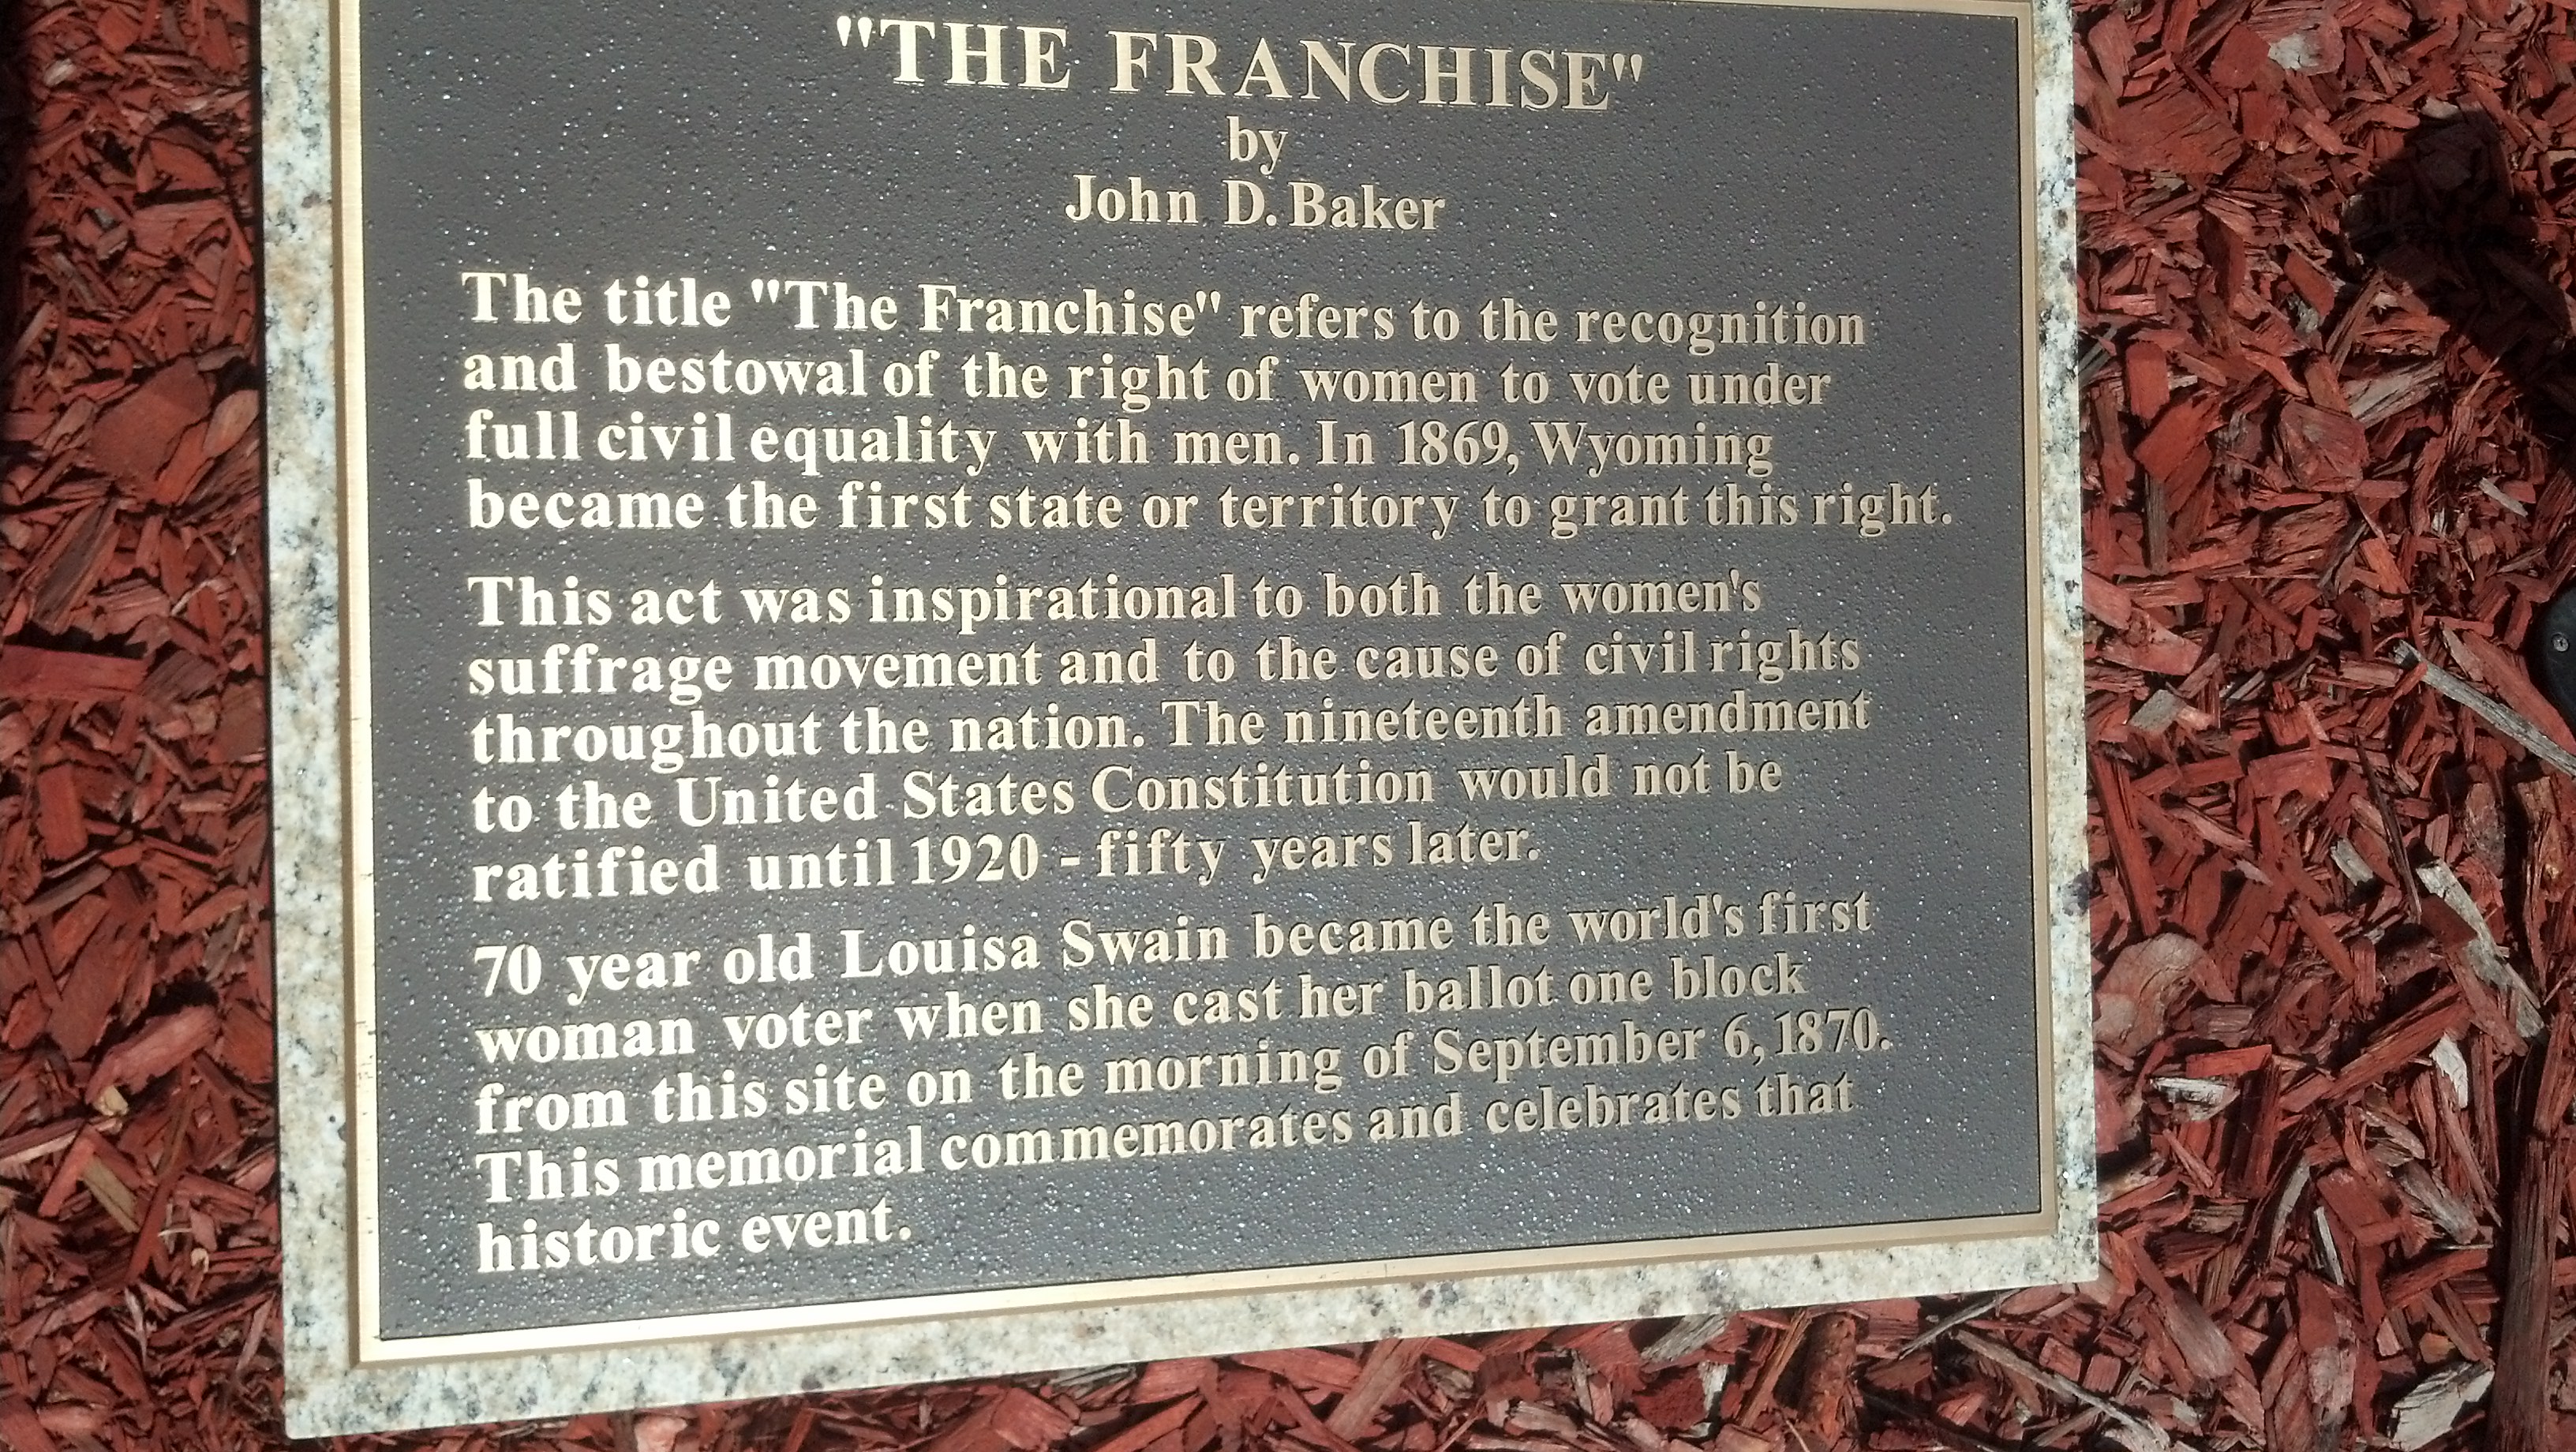 "THE FRANCHISE"
by
John D. Baker
The title "The Franchise" refers to the recognition
and bestowal of the right of women to vote under
full civil equality with men. In 1869, Wyoming
became the first state or territory to grant this right.
This act was inspirational to both the women's
suffrage movement and to the cause of civil rights
throughout the nation. The nineteenth amendment
to the United States Constitution would not be
ratified until 1920 - fifty years later.
70 year old Louisa Swain became the world's first
woman voter when she cast her ballot one block
from this site on the morning of September 6, 1870.
This memorial commemorates and celebrates that
historic event.